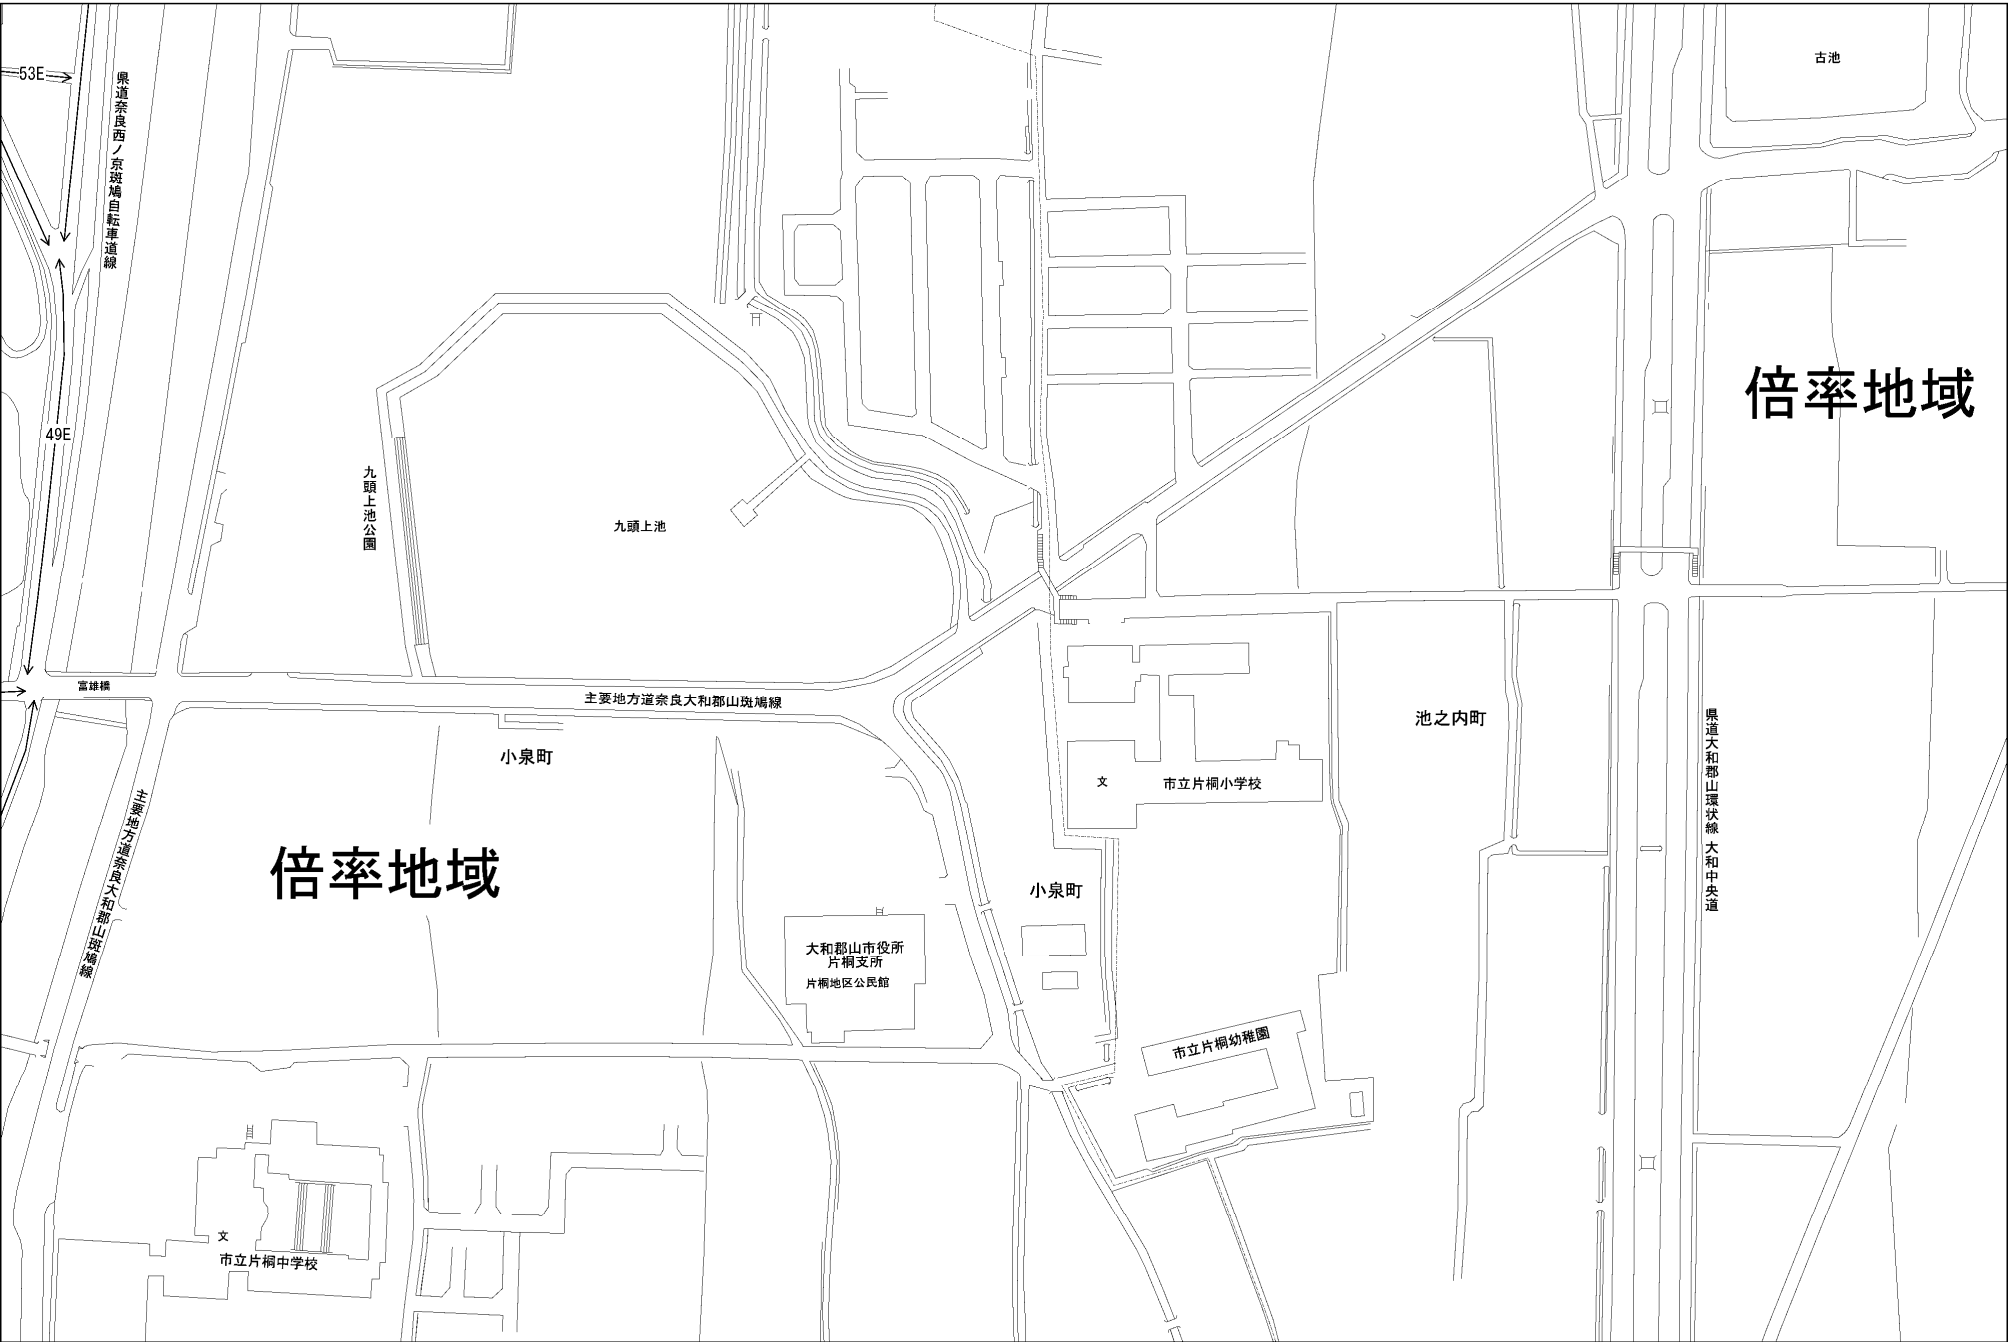 53E
県道奈良西ノ京斑鳩自転車道線
古池
倍率地域
49E
九頭上池公園
九頭上池
富雄橋
主要地方道奈良大和郡山斑鳩線
小泉町
池之内町
文
市立片桐小学校
県道大和郡山環状線 大和中央道
主要地方道奈良大和郡山斑鳩線
倍率地域
小泉町
大和郡山市役所
片桐支所
片桐地区公民館
市立片桐幼稚園
文
市立片桐中学校